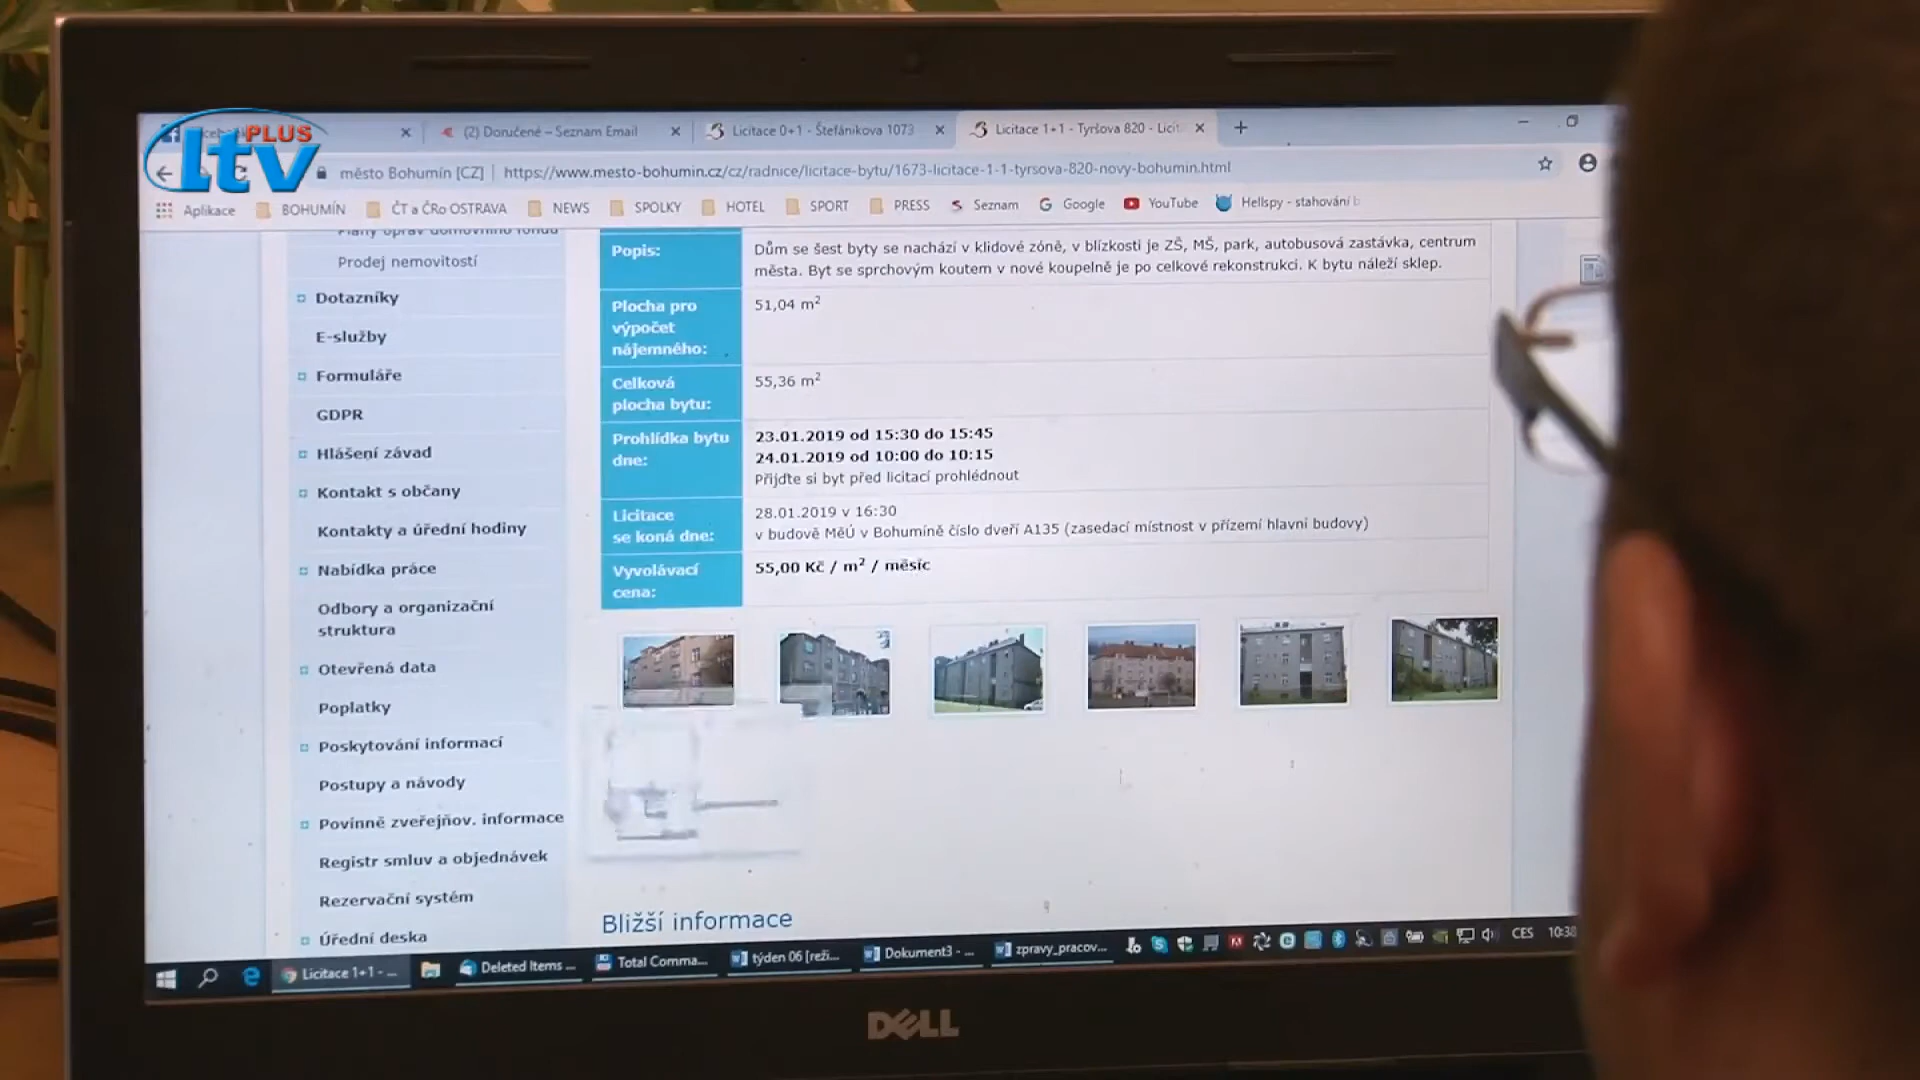 ltv PLUS
(2) Doručené – Seznam Email
Licitace 0+1 - Štefánikova 1073
Licitace 1+1 - Tyršova 820 - Licit
město Bohumín [CZ] | https://www.mesto-bohumin.cz/cz/radnice/licitace-bytu/1673-licitace-1-1-tyrsova-820-novy-bohumin.html
Aplikace BOHUMÍN ČT a ČRo OSTRAVA NEWS SPOLKY HOTEL SPORT PRESS Seznam Google YouTube Hellspy - stahování
Plány oprav domovního fondu
Prodej nemovitostí
Dotazníky
E-služby
Formuláře
GDPR
Hlášení závad
Kontakt s občany
Kontakty a úřední hodiny
Nabídka práce
Odbory a organizační
struktura
Otevřená data
Poplatky
Poskytování informací
Postupy a návody
Povinně zveřejňov. informace
Registr smluv a objednávek
Rezervační systém
Úřední deska
Popis:
Dům se šest byty se nachází v klidové zóně, v blízkosti je ZŠ, MŠ, park, autobusová zastávka, centrum
města. Byt se sprchovým koutem v nové koupelně je po celkové rekonstrukci. K bytu náleží sklep.
Plocha pro
výpočet
nájemného:
51,04 m²
Celková
plocha bytu:
55,36 m²
Prohlídka bytu
dne:
23.01.2019 od 15:30 do 15:45
24.01.2019 od 10:00 do 10:15
Přijdte si byt před licitací prohlédnout
Licitace
se koná dne:
28.01.2019 v 16:30
v budově MěÚ v Bohumíně číslo dveří A135 (zasedací místnost v přízemí hlavní budovy)
Vyvolávací
cena:
55,00 Kč / m² / měsíc
Bližší informace
Licitace 1+1 - ... Deleted Items ... Total Comma... týden 06 [reži... Dokument3 - ... zpravy_pracov... CES 10:38
DELL